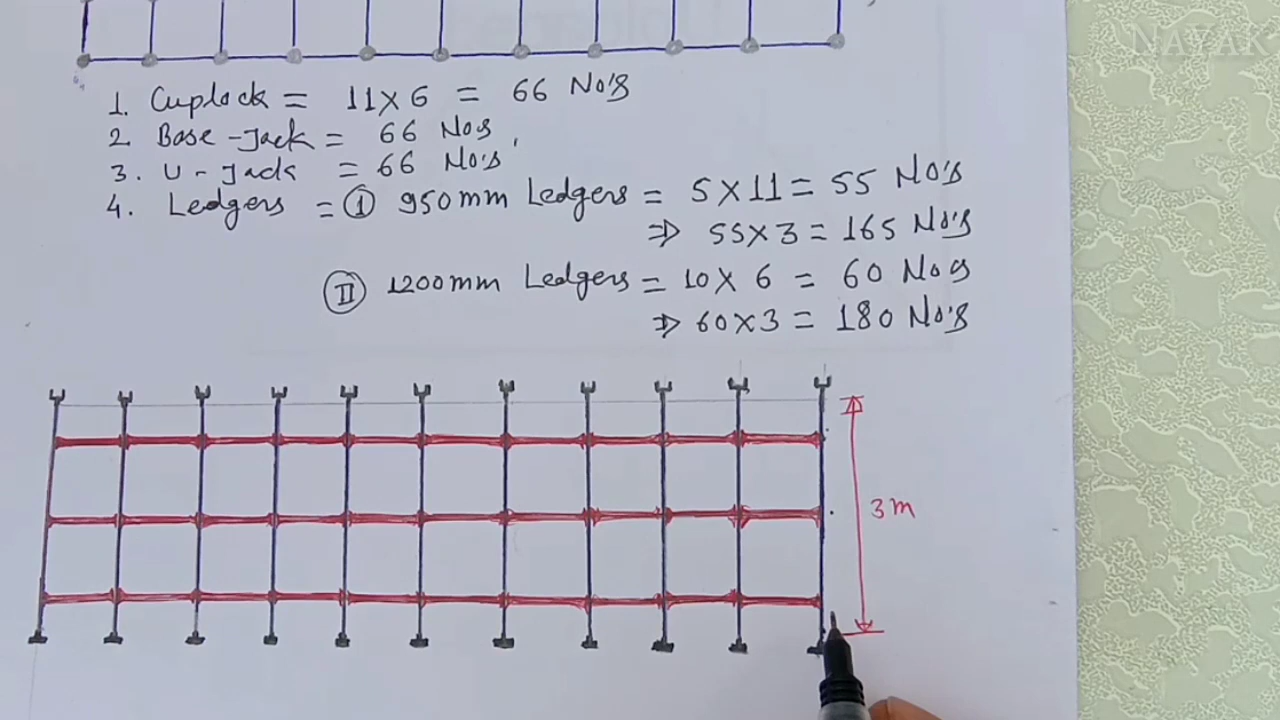 NAYAK
1. Cuplock = 11 X 6 = 66 No's
2. Base-Jack = 66 Nos,
3. U-Jack = 66 No's
4. Ledgers = ① 950mm Ledgers = 5 X 11 = 55 No's
⇒ 55 X 3 = 165 No's
Ⅱ 1200mm Ledgers = 10 X 6 = 60 Nos
⇒ 60 X 3 = 180 No's
3m